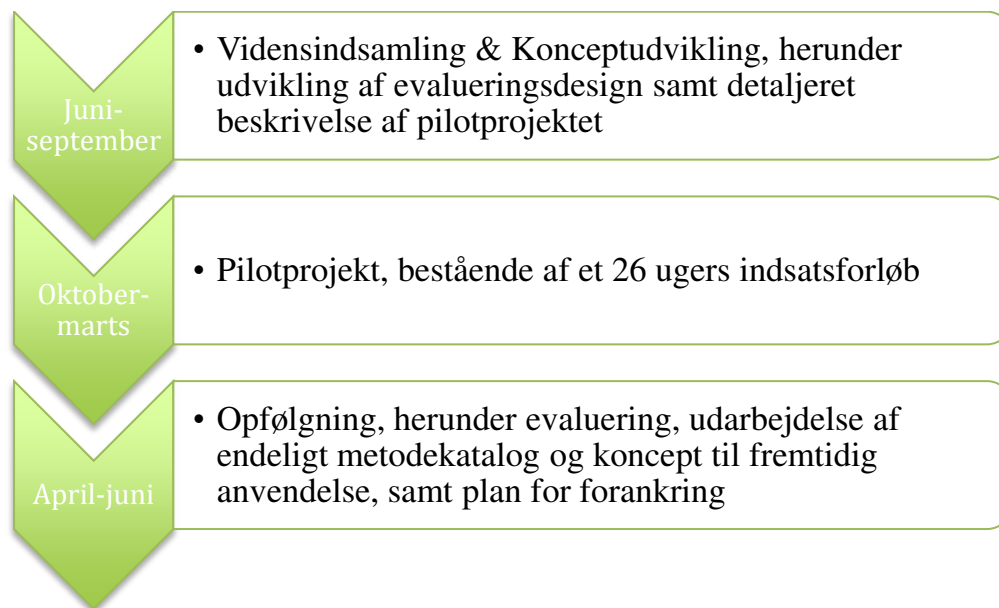 Juni-
september
• Vidensindsamling & Konceptudvikling, herunder
udvikling af evalueringsdesign samt detaljeret
beskrivelse af pilotprojektet
Oktober-
marts
• Pilotprojekt, bestående af et 26 ugers indsatsforløb
April-juni
• Opfølgning, herunder evaluering, udarbejdelse af
endeligt metodekatalog og koncept til fremtidig
anvendelse, samt plan for forankring